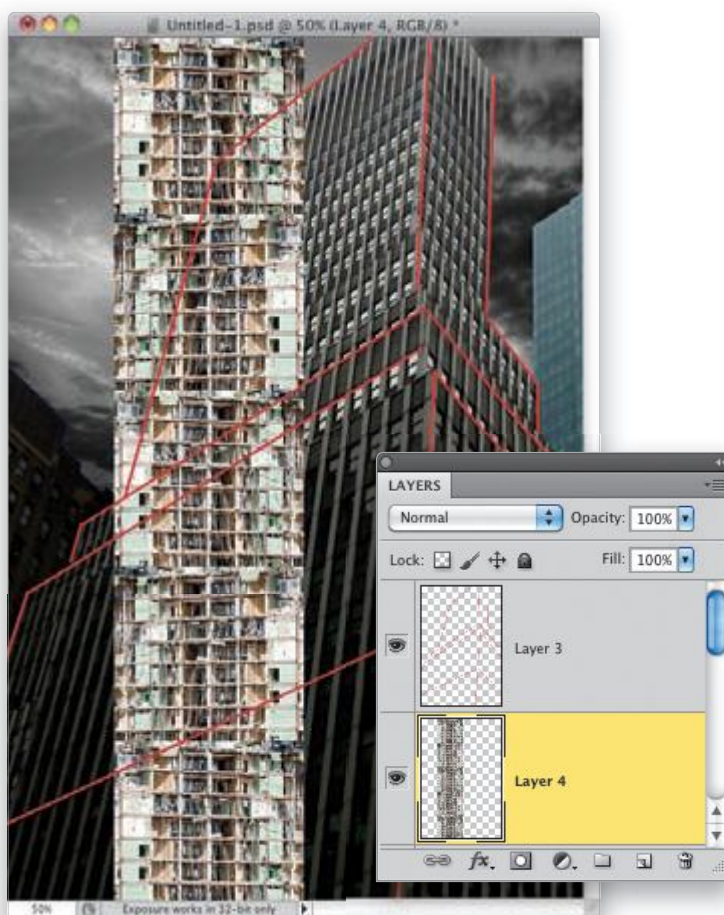 Untitled-1.psd @ 50% (Layer 4, RGB/8) *
LAYERS
Normal Opacity: 100%
Lock: Fill: 100%
Layer 3
Layer 4
fx.
50% Exposure works in 32-bit only